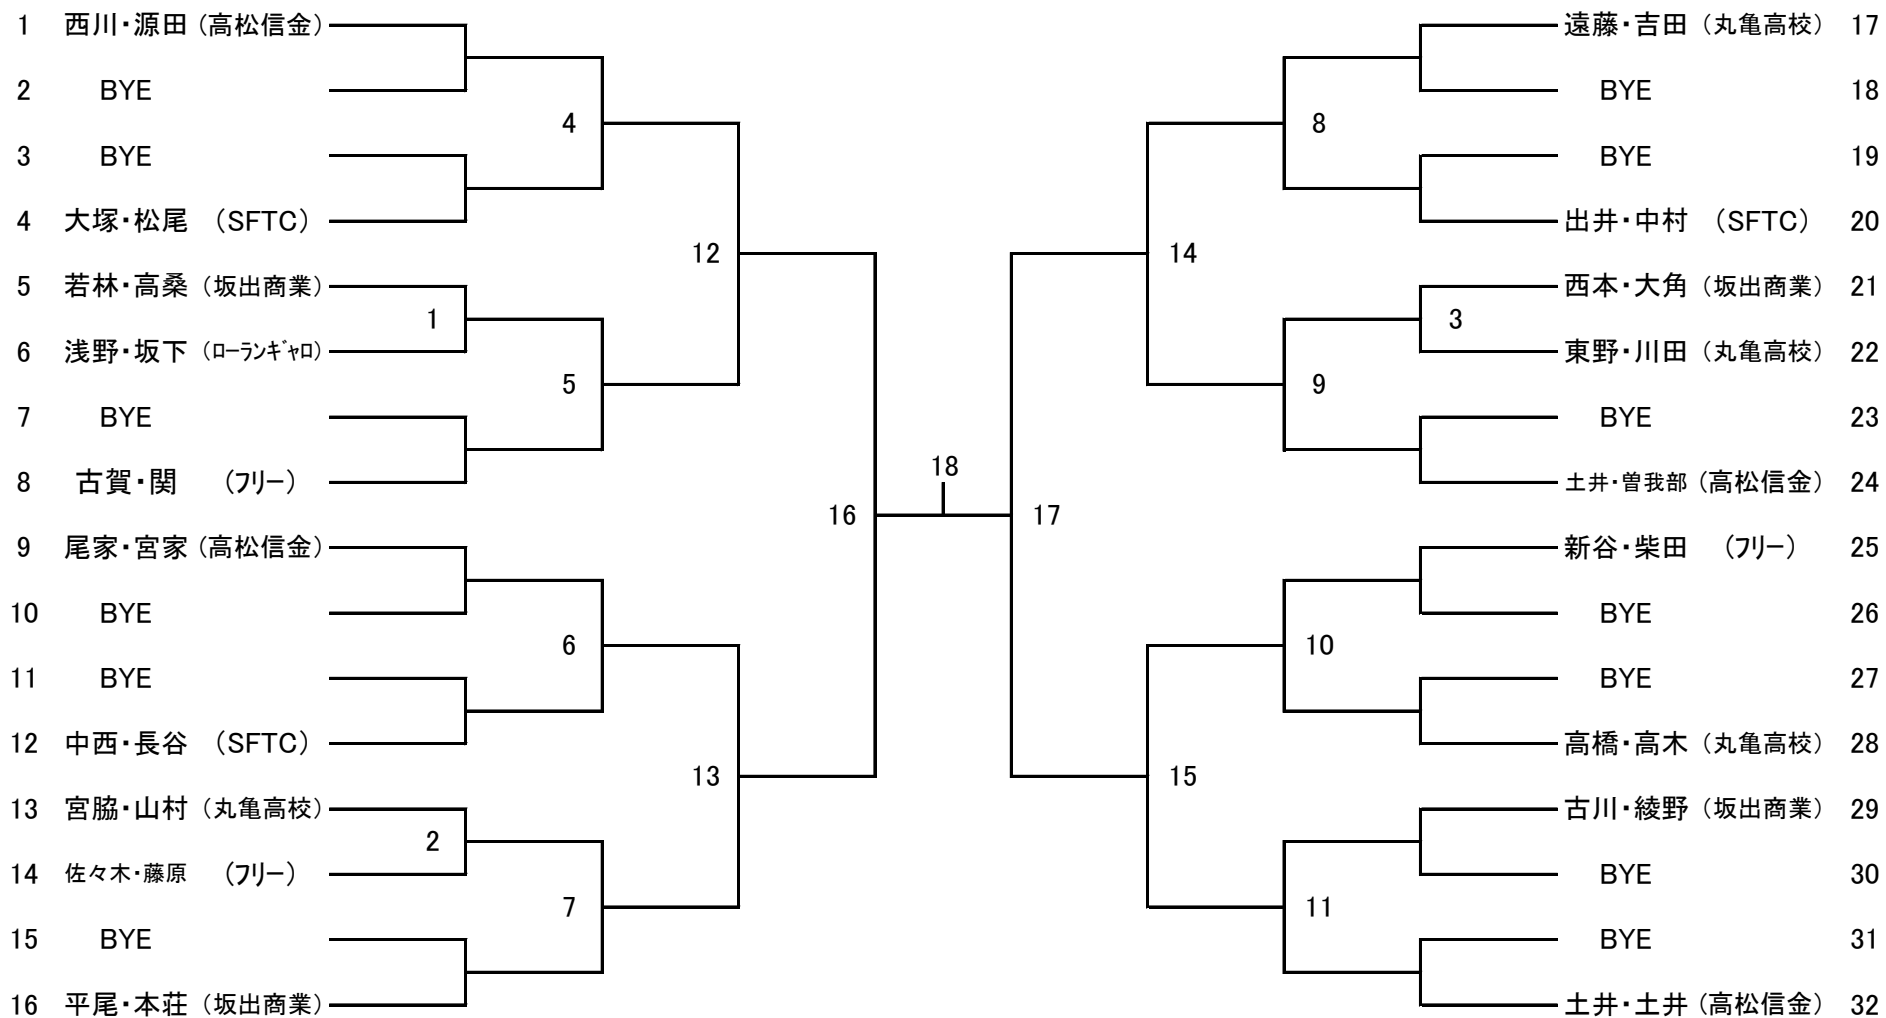 1 西川・源田 (高松信金) 遠藤・吉田 (丸亀高校) 17
2 BYE BYE 18
4 8
3 BYE BYE 19
4 大塚・松尾 (SFTC) 出井・中村 (SFTC) 20
12 14
5 若林・高桑 (坂出商業) 西本・大角 (坂出商業) 21
1 3
6 浅野・坂下 (ローランギャロ) 東野・川田 (丸亀高校) 22
5 9
7 BYE BYE 23
18
8 古賀・関 (フリー) 土井・曽我部 (高松信金) 24
16 17
9 尾家・宮家 (高松信金) 新谷・柴田 (フリー) 25
10 BYE BYE 26
6 10
11 BYE BYE 27
12 中西・長谷 (SFTC) 高橋・高木 (丸亀高校) 28
13 15
13 宮脇・山村 (丸亀高校) 古川・綾野 (坂出商業) 29
2
14 佐々木・藤原 (フリー) BYE 30
7 11
15 BYE BYE 31
16 平尾・本荘 (坂出商業) 土井・土井 (高松信金) 32